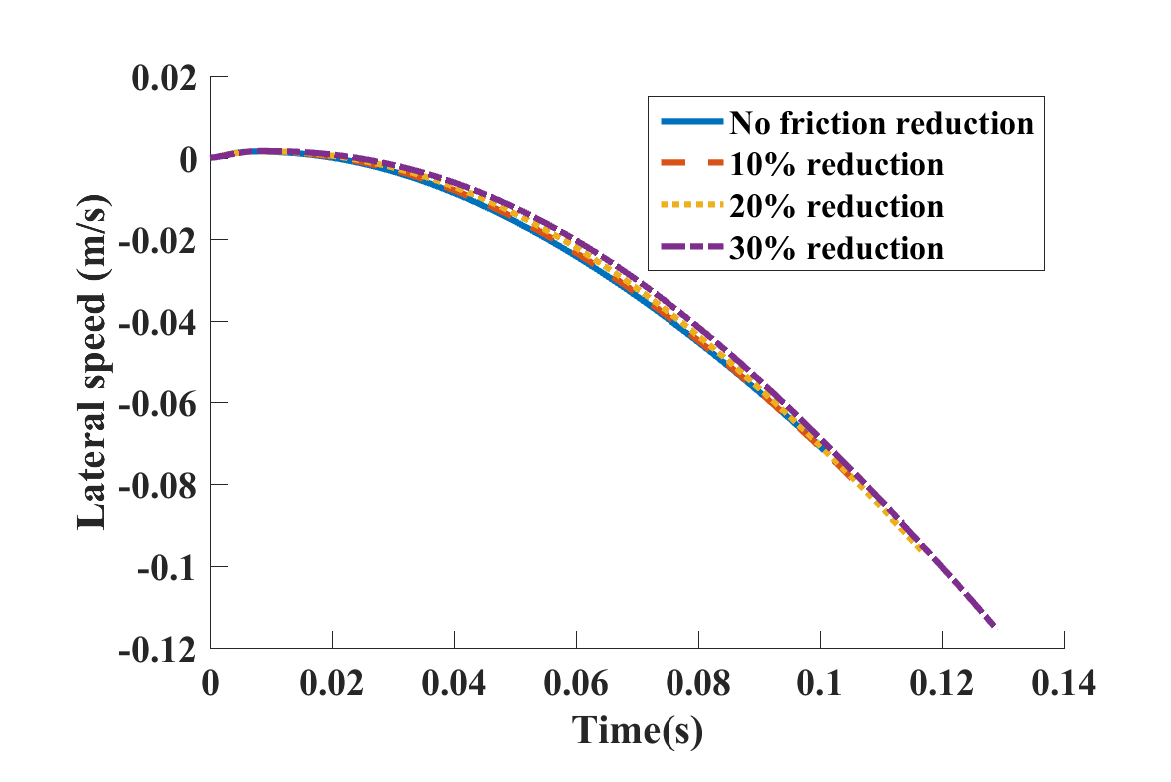 0.02
0
-0.02
-0.04
-0.06
-0.08
-0.1
-0.12
Lateral speed (m/s)
No friction reduction
10% reduction
20% reduction
30% reduction
0 0.02 0.04 0.06 0.08 0.1 0.12 0.14
Time(s)